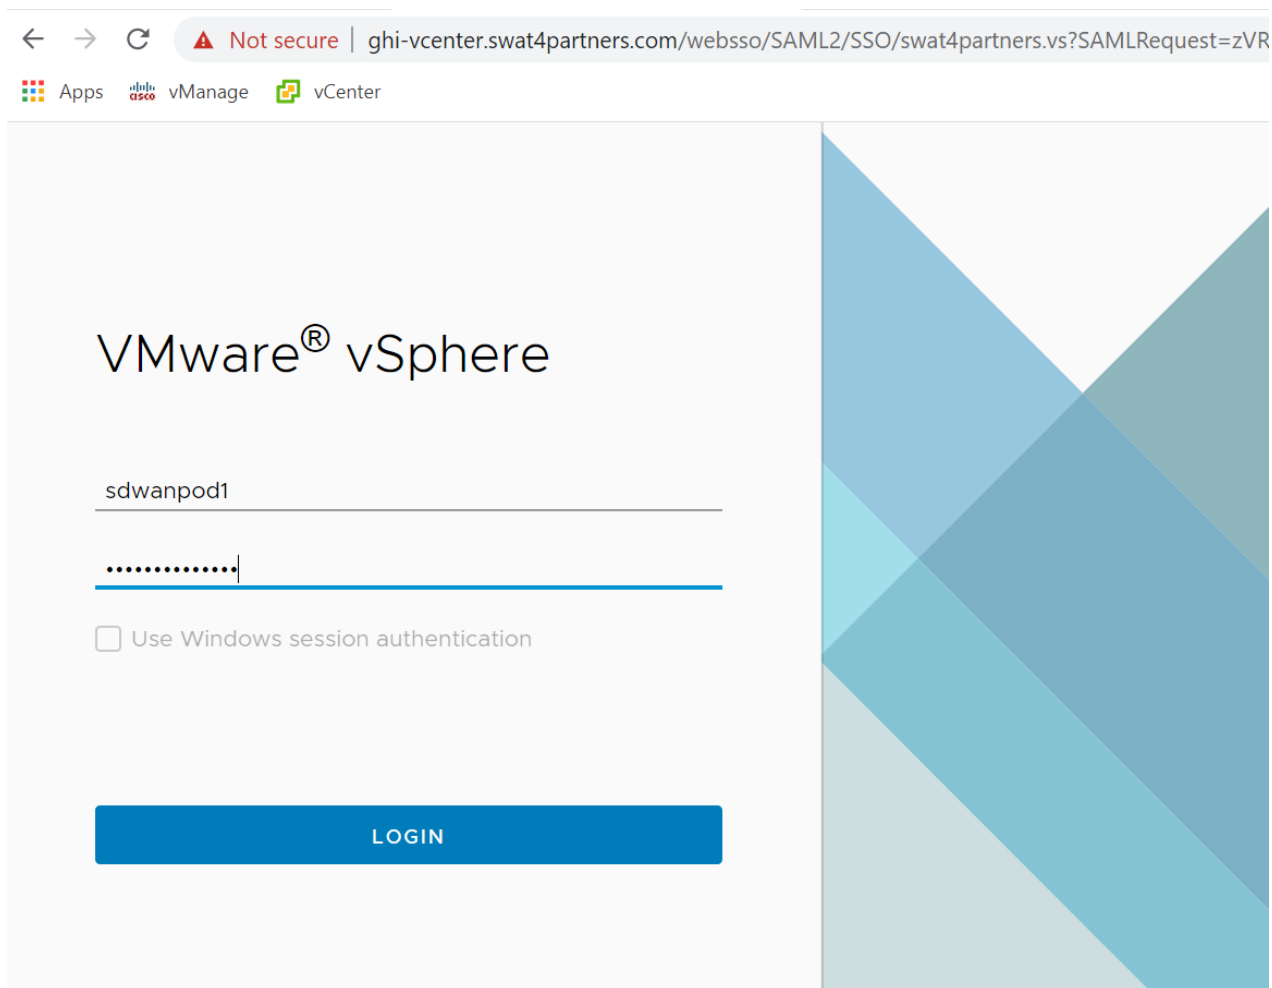 Not secure | ghi-vcenter.swat4partners.com/websso/SAML2/SSO/swat4partners.vs?SAMLRequest=zVR
Apps cisco vManage vCenter
VMware® vSphere
sdwanpod1
••••••••••••••
Use Windows session authentication
LOGIN